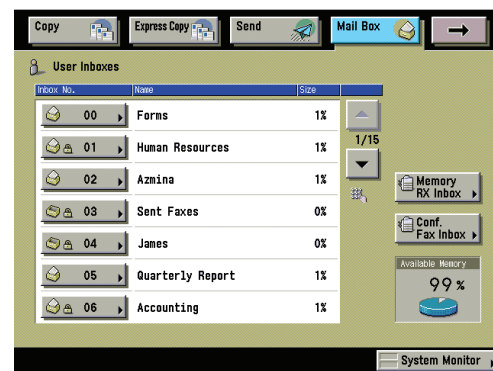 Copy Express Copy Send Mail Box
User Inboxes
Inbox No. Name Size
00 Forms 1%
01 Human Resources 1%
02 Azmina 1%
03 Sent Faxes 0%
04 James 0%
05 Quarterly Report 1%
06 Accounting 1%
1/15
Memory
RX Inbox
Conf.
Fax Inbox
Available Memory
99 %
System Monitor